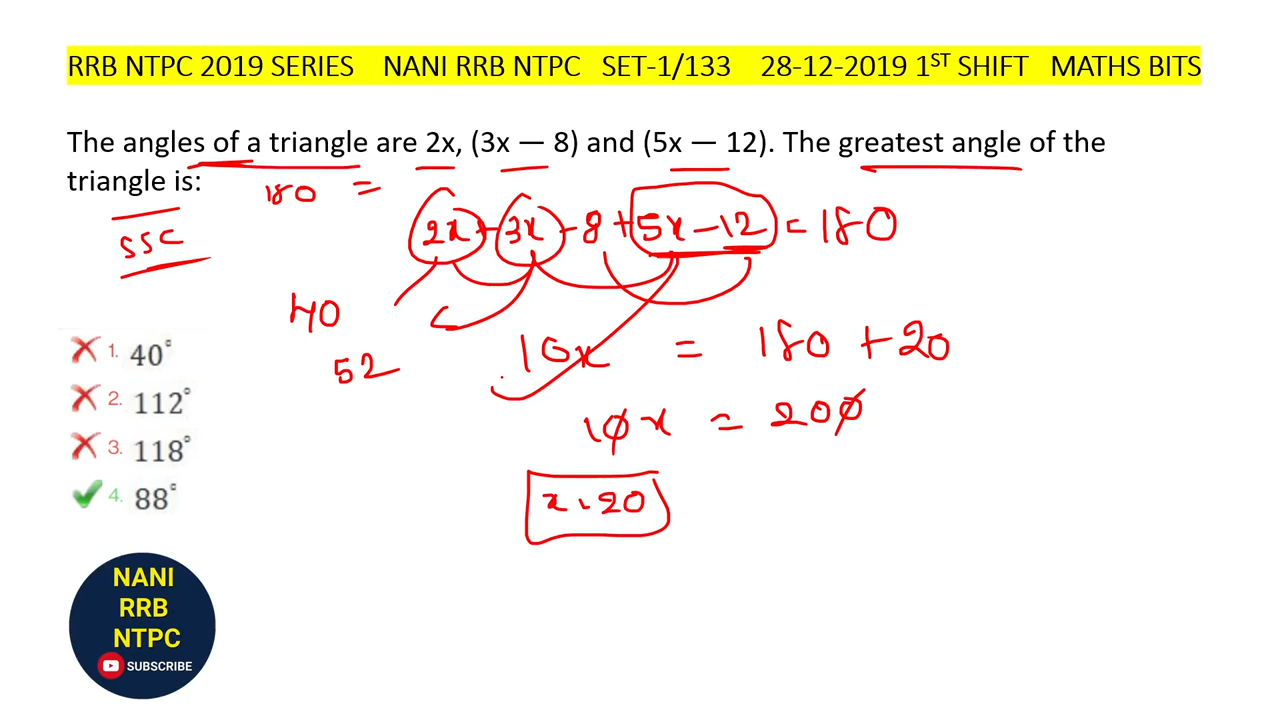 RRB NTPC 2019 SERIES NANI RRB NTPC SET-1/133 28-12-2019 1ST SHIFT MATHS BITS
The angles of a triangle are 2x, (3x — 8) and (5x — 12). The greatest angle of the
triangle is:
180 =
2x + 3x - 8 + 5x - 12 = 180
SSC
40
52
10x = 180 + 20
10x = 200
x = 20
1. 40°
2. 112°
3. 118°
4. 88°
NANI
RRB
NTPC
SUBSCRIBE